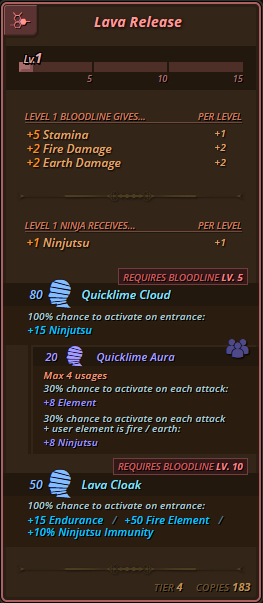 Lava Release
Lv.1
5 10 15
LEVEL 1 BLOODLINE GIVES... PER LEVEL
+5 Stamina +1
+2 Fire Damage +2
+2 Earth Damage +2
LEVEL 1 NINJA RECEIVES... PER LEVEL
+1 Ninjutsu +1
REQUIRES BLOODLINE LV. 5
80 Quicklime Cloud
100% chance to activate on entrance:
+15 Ninjutsu
20 Quicklime Aura
Max 4 usages
30% chance to activate on each attack:
+8 Element
30% chance to activate on each attack
+ user element is fire / earth:
+8 Ninjutsu
REQUIRES BLOODLINE LV. 10
50 Lava Cloak
100% chance to activate on entrance:
+15 Endurance / +50 Fire Element /
+10% Ninjutsu Immunity
TIER 4 COPIES 183